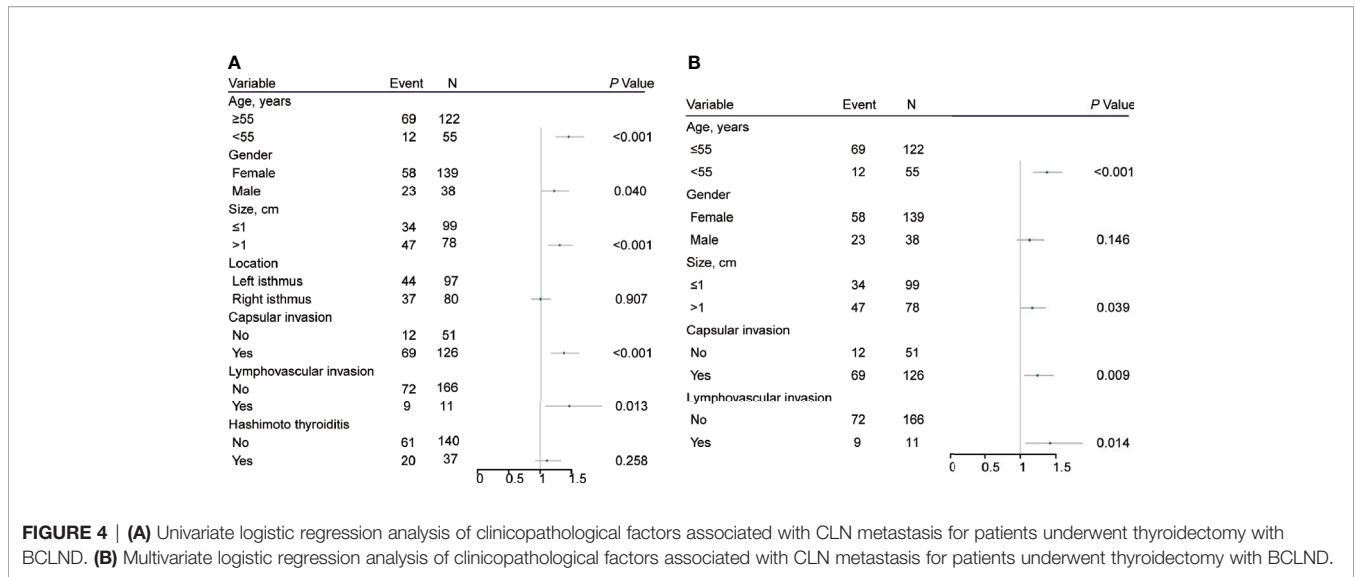 A
Variable Event N P Value
Age, years
≥55 69 122
<55 12 55 <0.001
Gender
Female 58 139
Male 23 38 0.040
Size, cm
≤1 34 99
>1 47 78 <0.001
Location
Left isthmus 44 97
Right isthmus 37 80 0.907
Capsular invasion
No 12 51
Yes 69 126 <0.001
Lymphovascular invasion
No 72 166
Yes 9 11 0.013
Hashimoto thyroiditis
No 61 140
Yes 20 37 0.258
0 0.5 1 1.5
B
Variable Event N P Value
Age, years
≤55 69 122
<55 12 55 <0.001
Gender
Female 58 139
Male 23 38 0.146
Size, cm
≤1 34 99
>1 47 78 0.039
Capsular invasion
No 12 51
Yes 69 126 0.009
Lymphovascular invasion
No 72 166
Yes 9 11 0.014
0 0.5 1 1.5
FIGURE 4 | (A) Univariate logistic regression analysis of clinicopathological factors associated with CLN metastasis for patients underwent thyroidectomy with
BCLND. (B) Multivariate logistic regression analysis of clinicopathological factors associated with CLN metastasis for patients underwent thyroidectomy with BCLND.